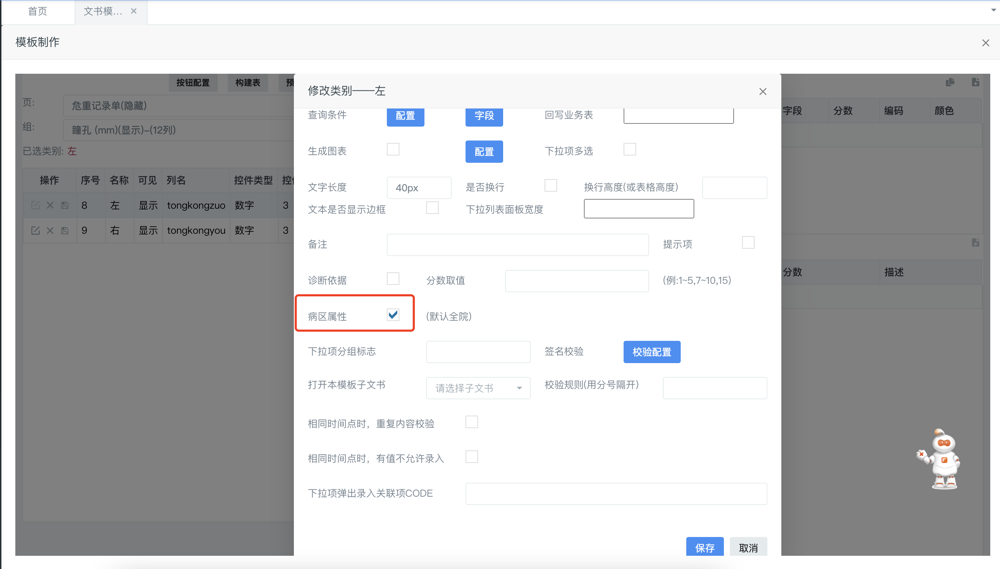 首页
文书模...
模板制作
按钮配置 构建表
页: 危重记录单(隐藏)
组: 瞳孔 (mm)(显示)-(12列)
已选类别: 左
操作 序号 名称 可见 列名 控件类型
8 左 显示 tongkongzuo 数字 3
9 右 显示 tongkongyou 数字 3
修改类别——左
查询条件 配置 字段 回写业务表
生成图表 配置 下拉项多选
文字长度 40px 是否换行 换行高度(或表格高度)
文本是否显示边框 下拉列表面板宽度
备注 提示项
诊断依据 分数取值 (例:1~5,7~10,15)
病区属性 (默认全院)
下拉项分组标志 签名校验 校验配置
打开本模板子文书 请选择子文书 校验规则(用分号隔开)
相同时间点时，重复内容校验
相同时间点时，有值不允许录入
下拉项弹出录入关联项CODE
保存 取消
字段 分数 编码 颜色
分数 描述
F